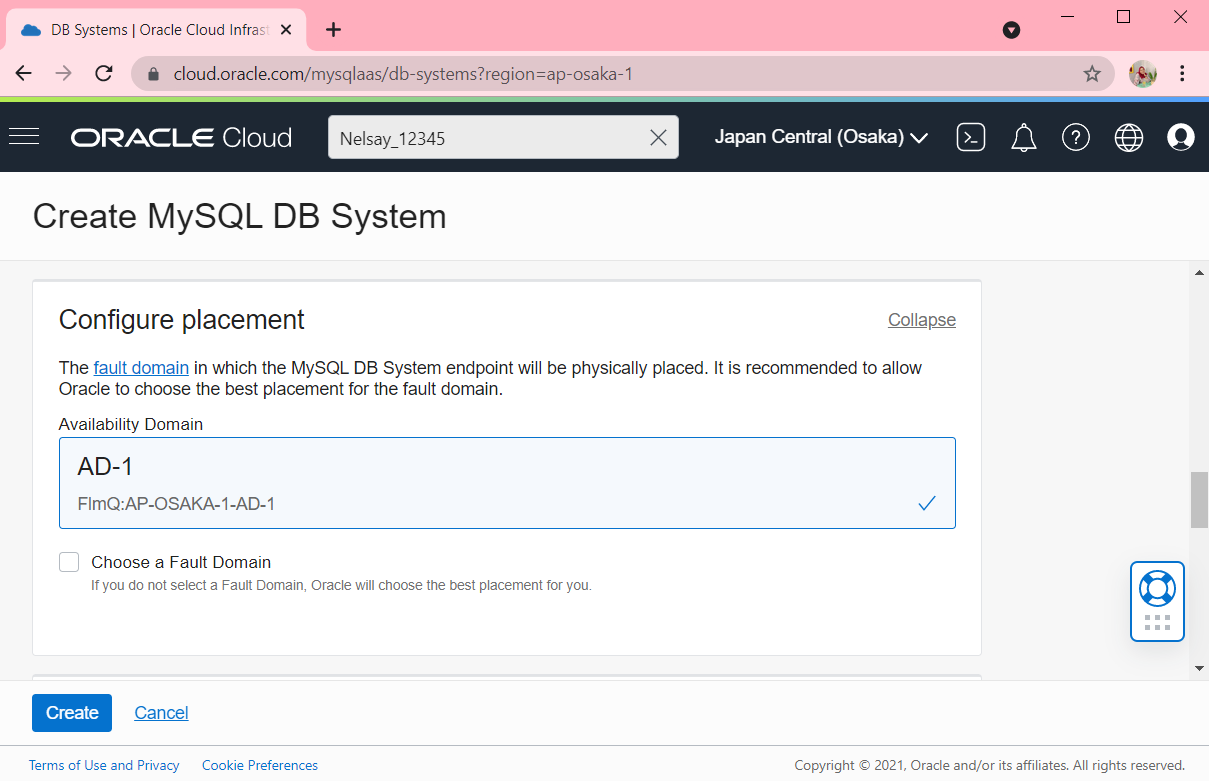 DB Systems | Oracle Cloud Infrast
cloud.oracle.com/mysqlaas/db-systems?region=ap-osaka-1
ORACLE Cloud
Nelsay_12345
Japan Central (Osaka)
Create MySQL DB System
Configure placement
Collapse
The fault domain in which the MySQL DB System endpoint will be physically placed. It is recommended to allow
Oracle to choose the best placement for the fault domain.
Availability Domain
AD-1
FlmQ:AP-OSAKA-1-AD-1
Choose a Fault Domain
If you do not select a Fault Domain, Oracle will choose the best placement for you.
Create
Cancel
Terms of Use and Privacy
Cookie Preferences
Copyright © 2021, Oracle and/or its affiliates. All rights reserved.